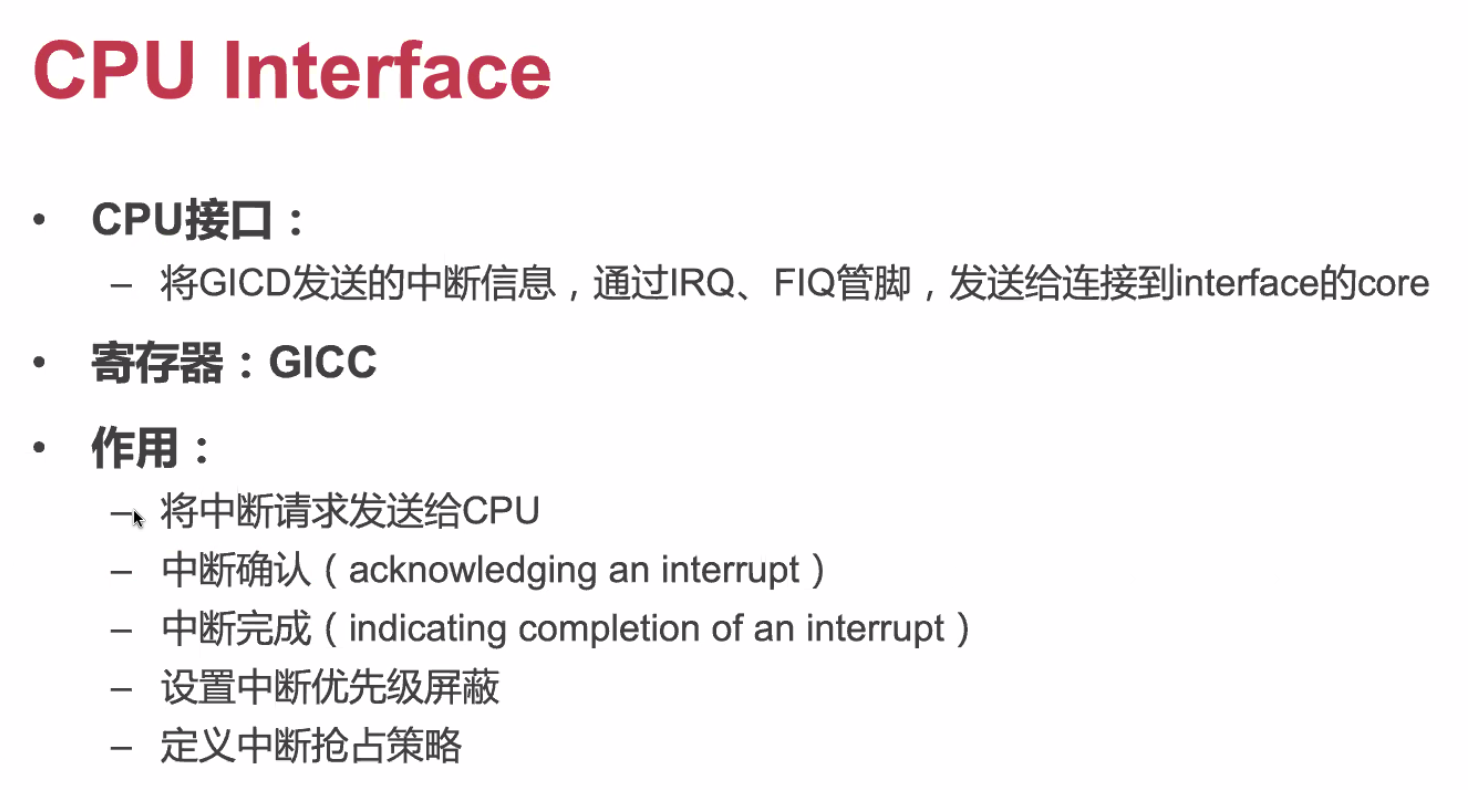 CPU Interface
• CPU接口：
– 将GICD发送的中断信息，通过IRQ、FIQ管脚，发送给连接到interface的core
• 寄存器：GICC
• 作用：
– 将中断请求发送给CPU
– 中断确认（acknowledging an interrupt）
– 中断完成（indicating completion of an interrupt）
– 设置中断优先级屏蔽
– 定义中断抢占策略